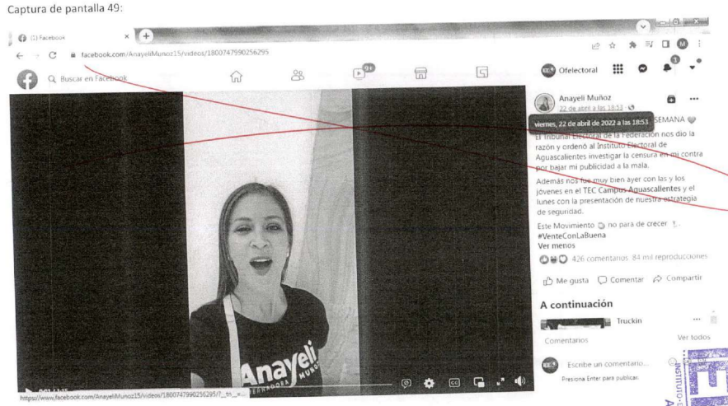 Captura de pantalla 49:
(1) Facebook
facebook.com/AnayeliMunoz15/videos/1800747990256295
Buscar en Facebook
9+
Ofelectoral
M
1
Anayeli Muñoz
22 de abril a las 18:53
viernes, 22 de abril de 2022 a las 18:53
SEMANA
El Tribunal Electoral de la Federación nos dio la
razón y ordenó al Instituto Electoral de
Aguascalientes investigar la censura en mi contra
por bajar mi publicidad a la mala.
Además nos fue muy bien ayer con las y los
jóvenes en el TEC Campus Aguascalientes y el
lunes con la presentación de nuestra estrategia
de seguridad.
Este Movimiento no para de crecer
#VenteConLaBuena
Ver menos
426 comentarios 84 mil reproducciones
Me gusta Comentar Compartir
A continuación
Truckin
Comentarios Ver todos
Escribe un comentario...
Presiona Enter para publicar.
Anayeli
https://www.facebook.com/AnayeliMunoz15/videos/1800747990256295/?__tn__=
INSTITUTO